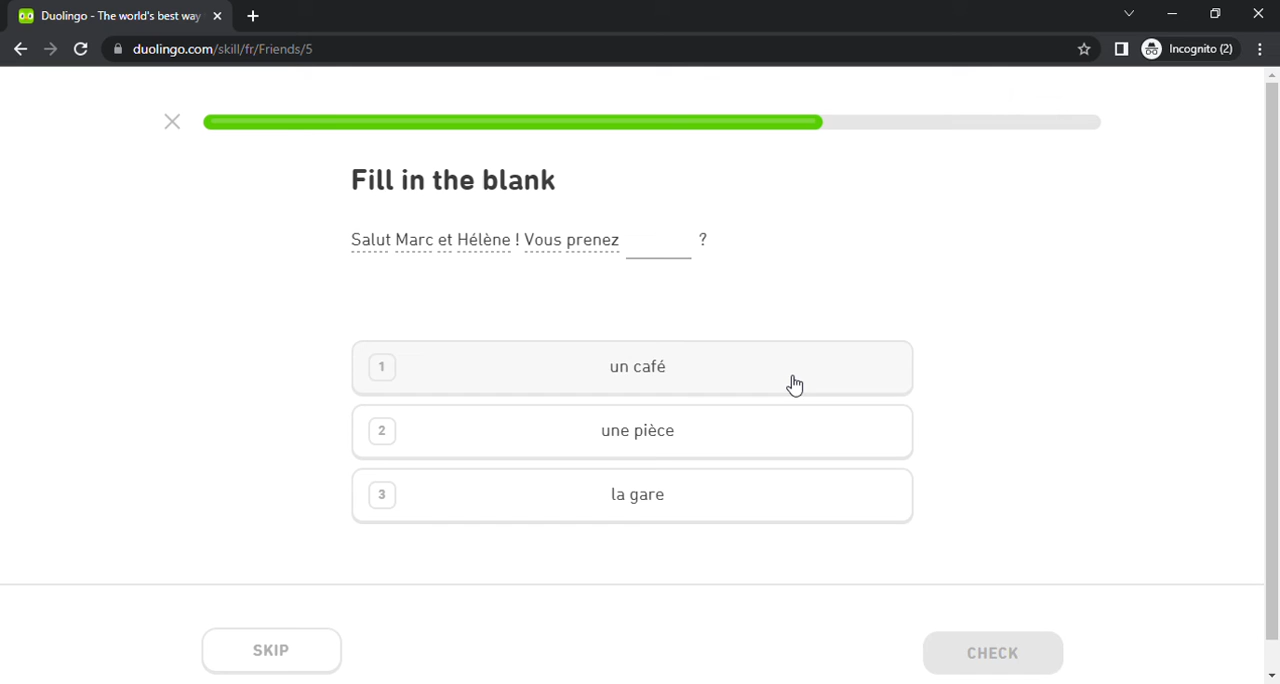 Duolingo - The world's best way
duolingo.com/skill/fr/Friends/5
Incognito (2)
Fill in the blank
Salut Marc et Hélène ! Vous prenez ?
1 un café
2 une pièce
3 la gare
SKIP
CHECK